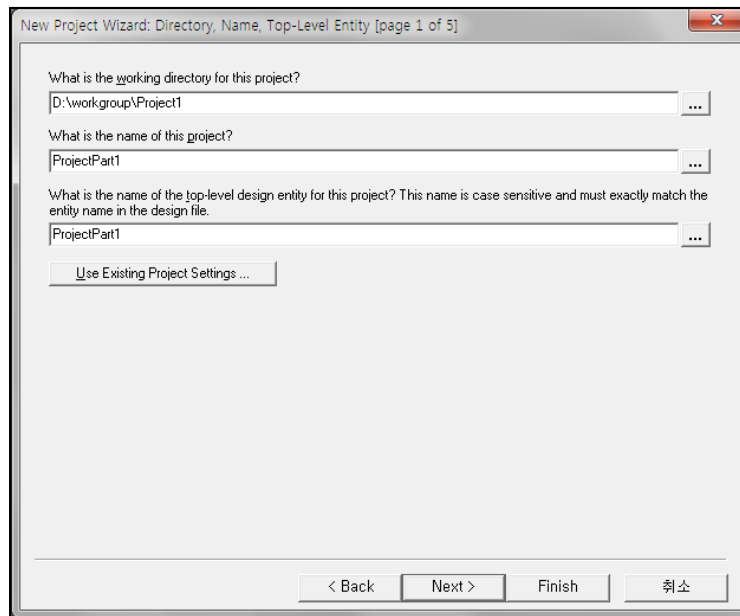 New Project Wizard: Directory, Name, Top-Level Entity [page 1 of 5]
What is the working directory for this project?
D:\workgroup\Project1
...
What is the name of this project?
ProjectPart1
...
What is the name of the top-level design entity for this project? This name is case sensitive and must exactly match the
entity name in the design file.
ProjectPart1
...
Use Existing Project Settings ...
< Back
Next >
Finish
취소